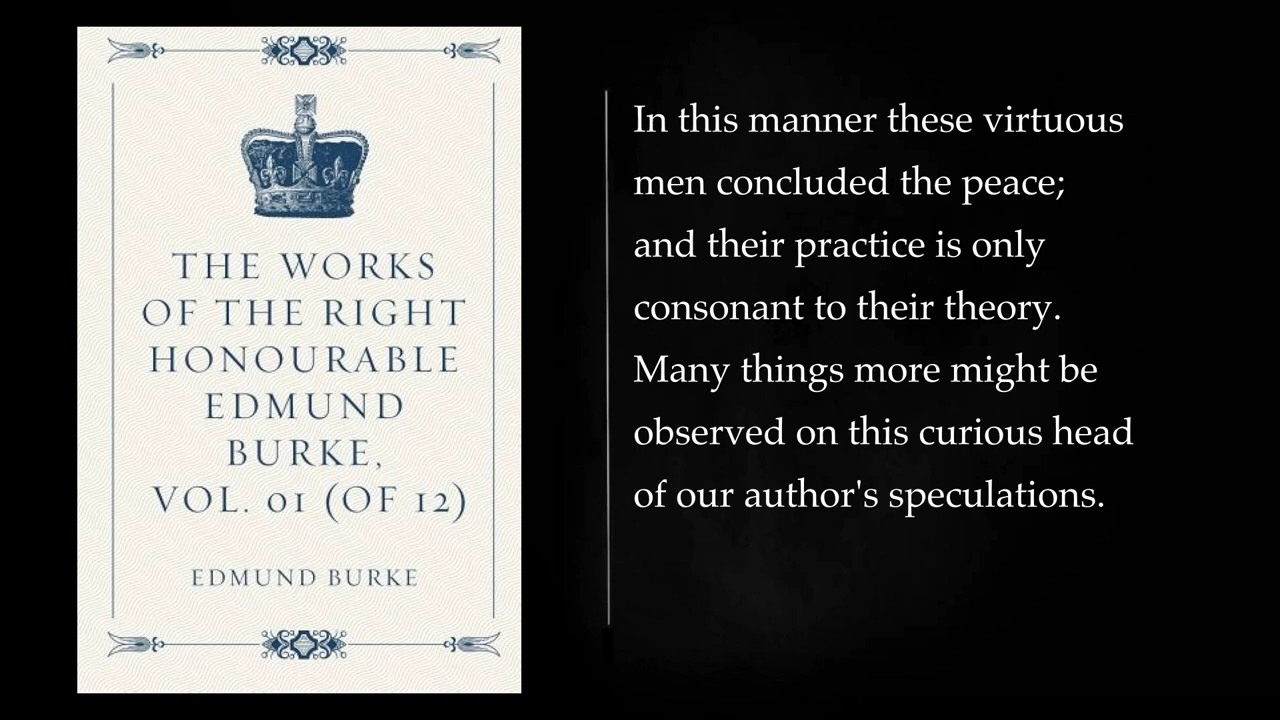 THE WORKS
OF THE RIGHT
HONOURABLE
EDMUND
BURKE,
VOL. 01 (OF 12)
EDMUND BURKE
In this manner these virtuous
men concluded the peace;
and their practice is only
consonant to their theory.
Many things more might be
observed on this curious head
of our author's speculations.